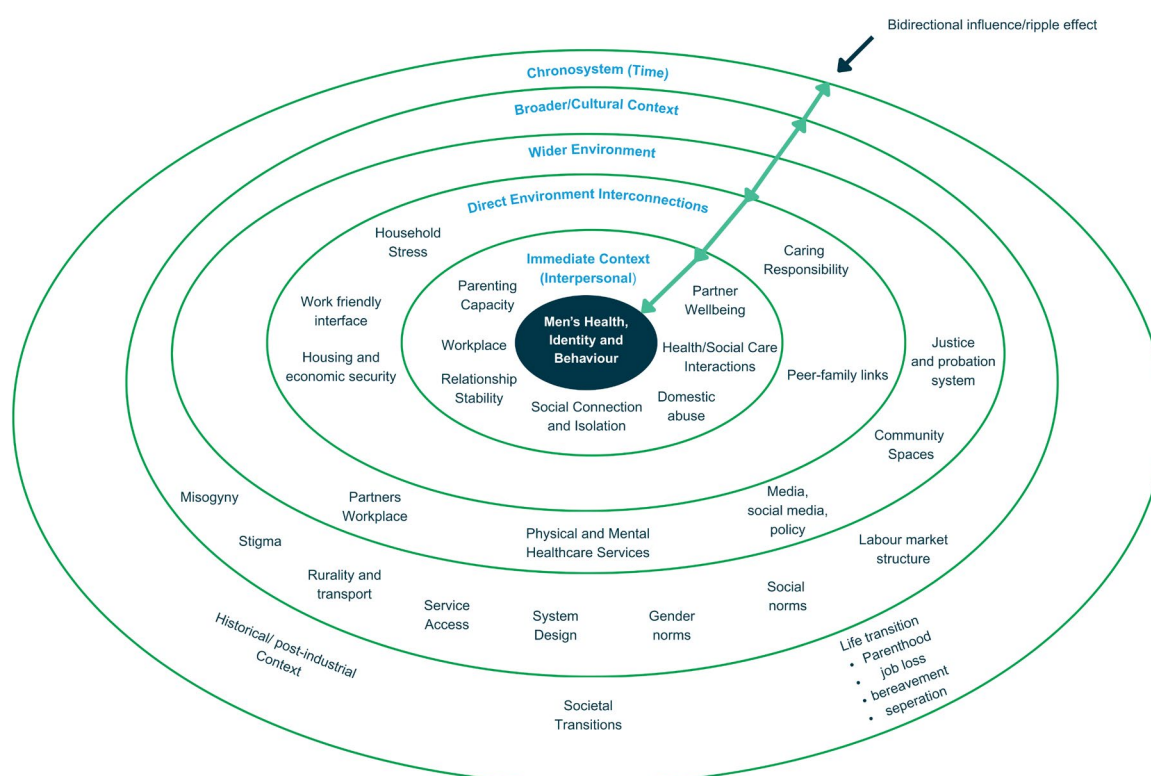 Bidirectional influence/ripple effect
Chronosystem (Time)
Broader/Cultural Context
Wider Environment
Direct Environment Interconnections
Household
Stress
Caring
Responsibility
Immediate Context
(Interpersonal)
Parenting
Capacity
Partner
Wellbeing
Work friendly
interface
Men's Health,
Identity and
Behaviour
Workplace
Health/Social Care
Interactions
Housing and
economic security
Justice
and probation
system
Peer-family links
Relationship
Stability
Domestic
abuse
Social Connection
and Isolation
Community
Spaces
Misogyny
Partners
Workplace
Media,
social media,
policy
Physical and Mental
Healthcare Services
Stigma
Labour market
structure
Rurality and
transport
Service
Access
System
Design
Gender
norms
Social
norms
Historical/ post-industrial
Context
Life transition
• Parenthood
• job loss
• bereavement
• seperation
Societal
Transitions